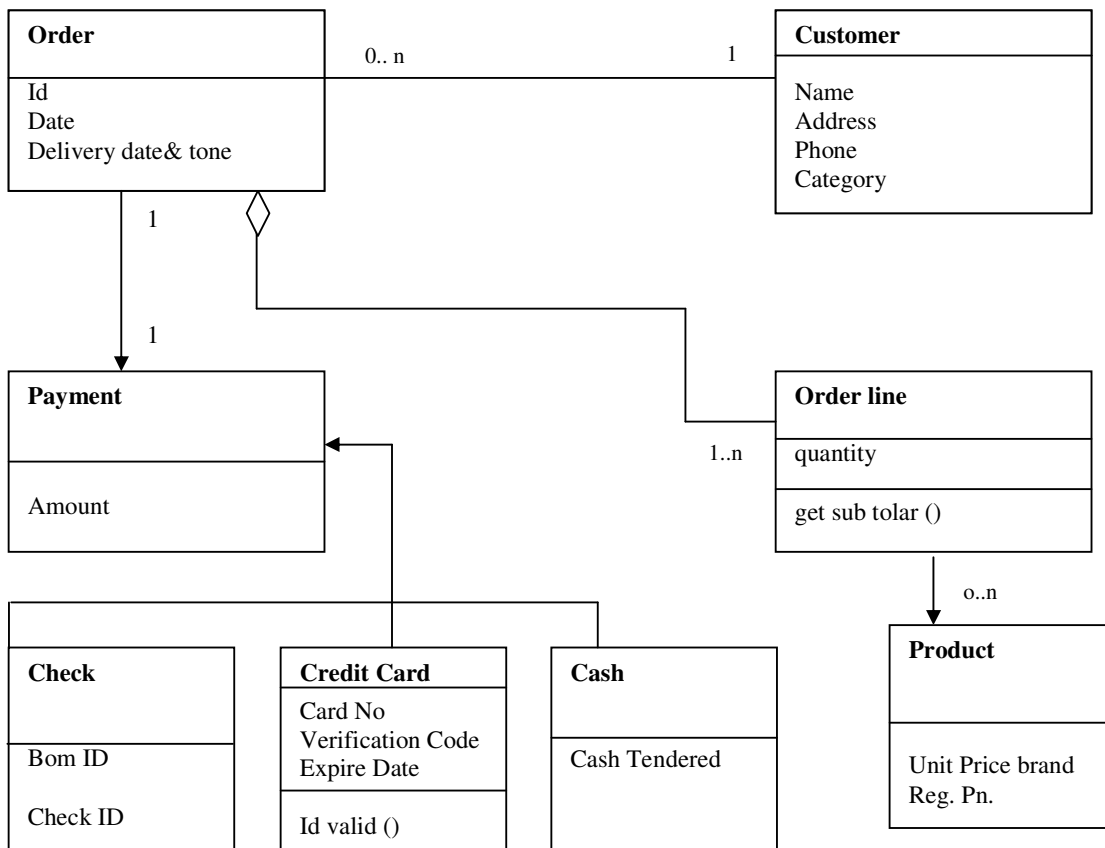 Order
Id
Date
Delivery date& tone
0.. n
1
Customer
Name
Address
Phone
Category
1
1
Payment
Amount
1..n
Order line
quantity
get sub tolar ()
o..n
Check
Bom ID
Check ID
Credit Card
Card No
Verification Code
Expire Date
Id valid ()
Cash
Cash Tendered
Product
Unit Price brand
Reg. Pn.